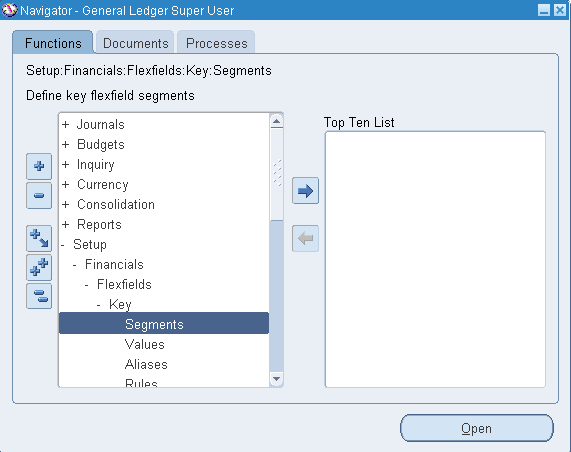 Navigator - General Ledger Super User
Functions
Documents
Processes
Setup:Financials:Flexfields:Key:Segments
Define key flexfield segments
+ Journals
+ Budgets
+ Inquiry
+ Currency
+ Consolidation
+ Reports
- Setup
- Financials
- Flexfields
- Key
Segments
Values
Aliases
Rules
Top Ten List
Open